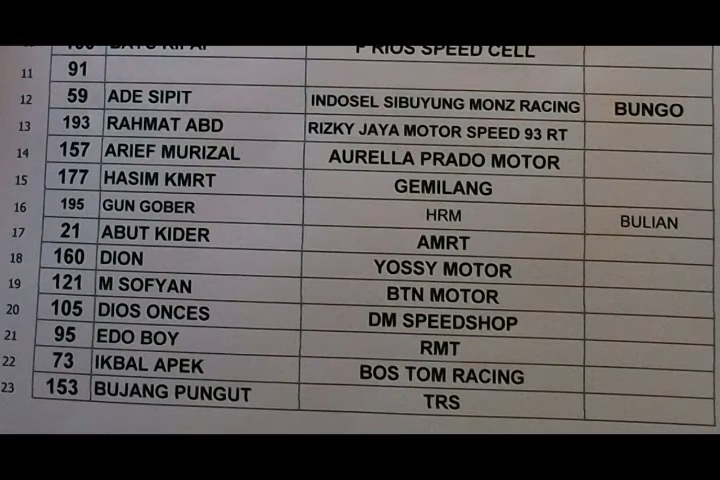 P RIOS SPEED CELL
11 91
12 59 ADE SIPIT INDOSEL SIBUYUNG MONZ RACING BUNGO
13 193 RAHMAT ABD RIZKY JAYA MOTOR SPEED 93 RT
14 157 ARIEF MURIZAL AURELLA PRADO MOTOR
15 177 HASIM KMRT GEMILANG
16 195 GUN GOBER HRM BULIAN
17 21 ABUT KIDER AMRT
18 160 DION YOSSY MOTOR
19 121 M SOFYAN BTN MOTOR
20 105 DIOS ONCES DM SPEEDSHOP
21 95 EDO BOY RMT
22 73 IKBAL APEK BOS TOM RACING
23 153 BUJANG PUNGUT TRS